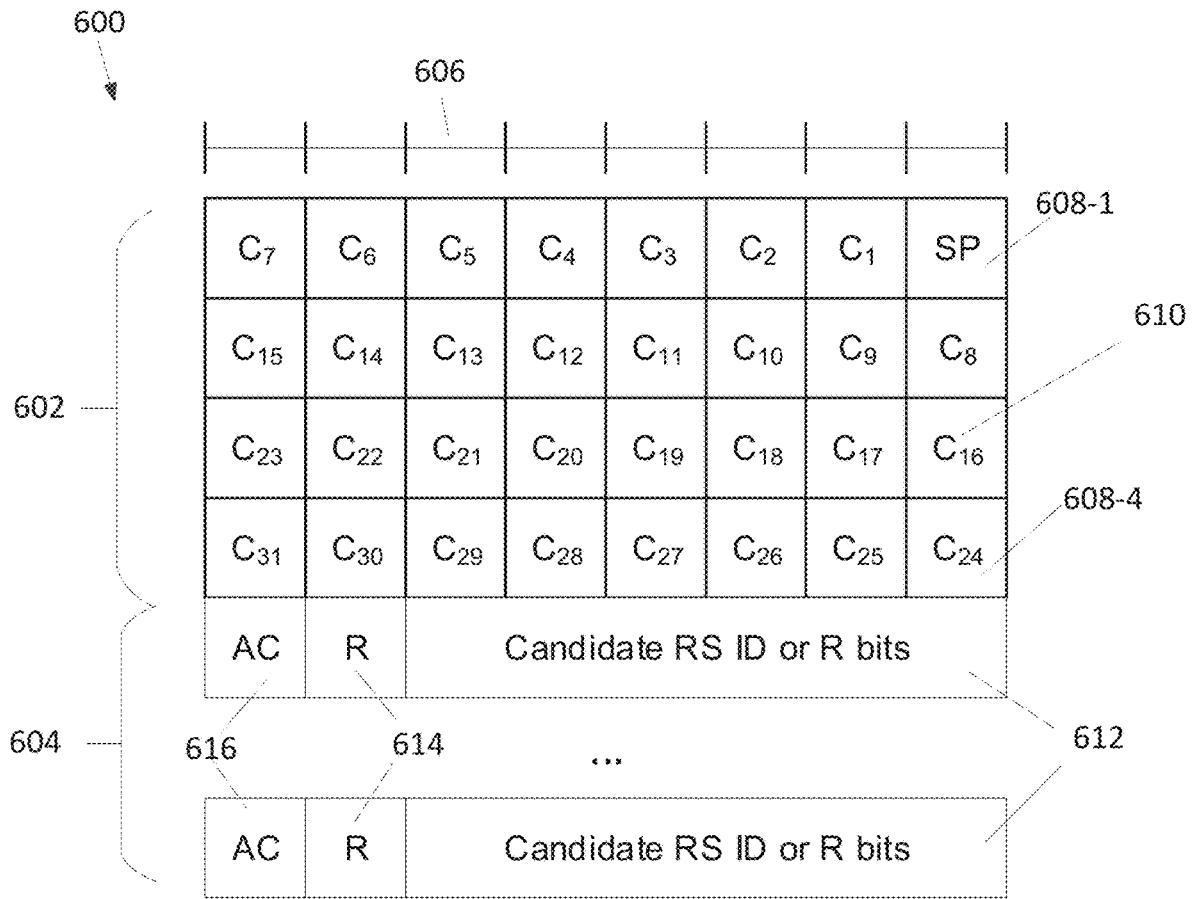 600
606
C7 C6 C5 C4 C3 C2 C1 SP
608-1
C15 C14 C13 C12 C11 C10 C9 C8
610
602
C23 C22 C21 C20 C19 C18 C17 C16
608-4
C31 C30 C29 C28 C27 C26 C25 C24
AC R Candidate RS ID or R bits
604
616
614
...
612
AC R Candidate RS ID or R bits